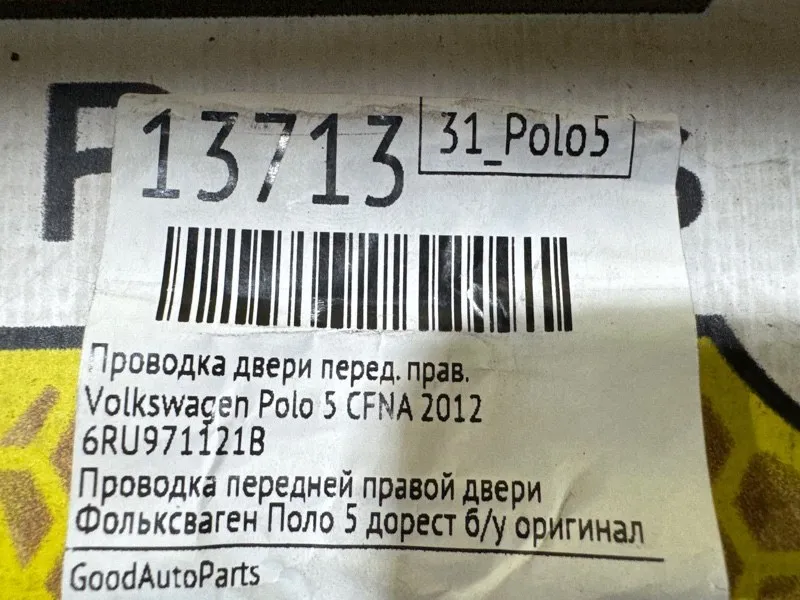 13713
31_Polo5
Проводка двери перед. прав.
Volkswagen Polo 5 CFNA 2012
6RU971121B
Проводка передней правой двери
Фольксваген Поло 5 дорест б/у оригинал
GoodAutoParts